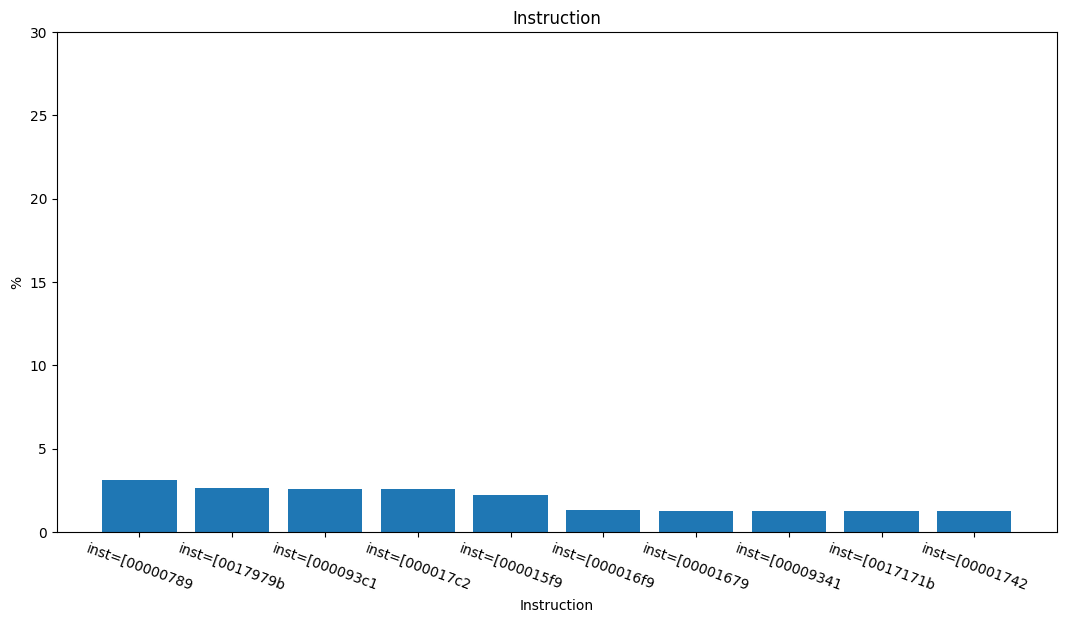 Instruction
%
30
25
20
15
10
5
0
inst=[00000789
inst=[0017979b
inst=[000093c1
inst=[000017c2
inst=[000015f9
inst=[000016f9
inst=[00001679
inst=[00009341
inst=[0017171b
inst=[00001742
Instruction